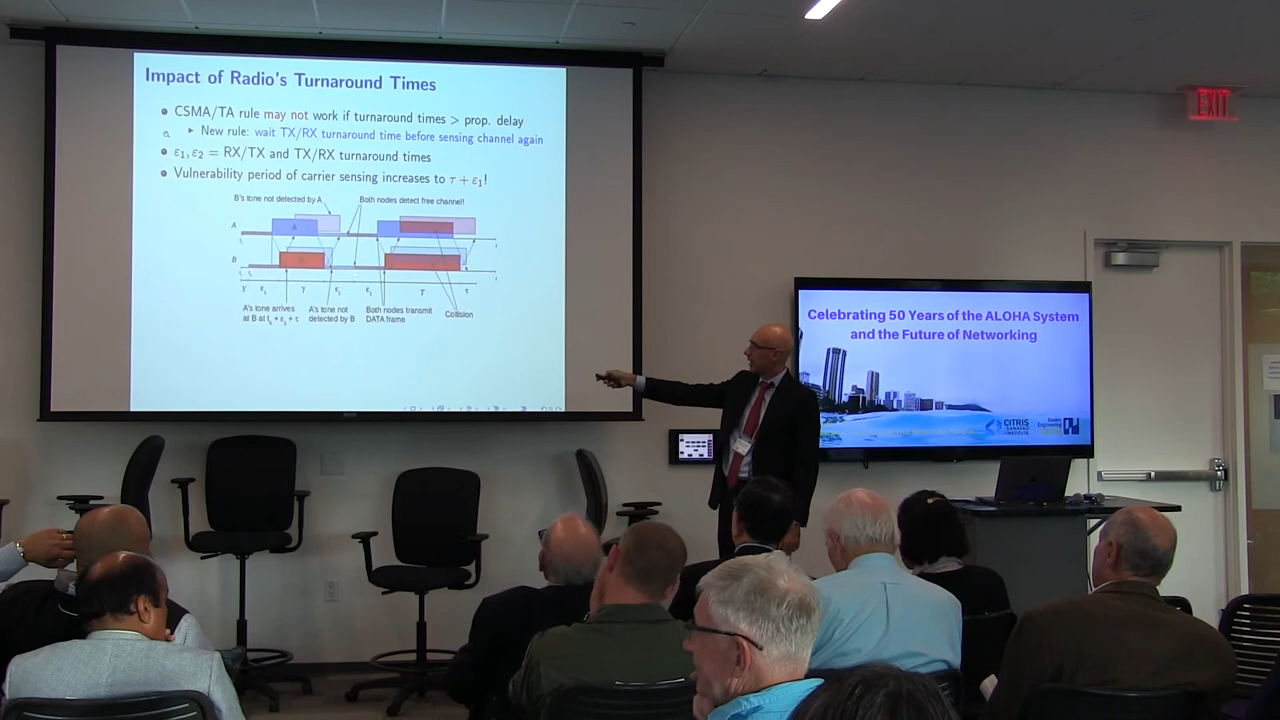 Impact of Radio's Turnaround Times
CSMA/TA rule may not work if turnaround times > prop. delay
New rule: wait TX/RX turnaround time before sensing channel again
ε₁, ε₂ = RX/TX and TX/RX turnaround times
Vulnerability period of carrier sensing increases to τ + ε₁!
B's tone not detected by A
Both nodes detect free channel!
A
A
B
A's tone arrives
at B at t₀ + ε₁ + τ
A's tone not
detected by B
Both nodes transmit
DATA frame
Collision
EXIT
Celebrating 50 Years of the ALOHA System
and the Future of Networking
CITRIS
BANATAO
INSTITUTE
Baskin
Engineering